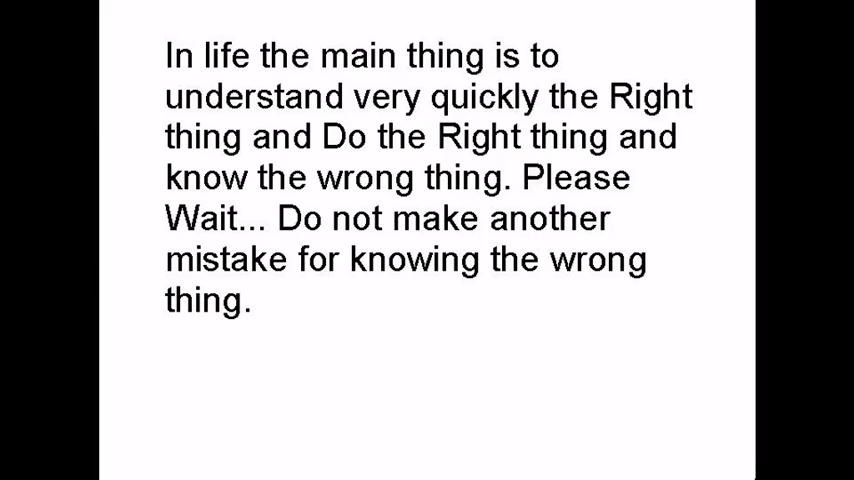 In life the main thing is to
understand very quickly the Right
thing and Do the Right thing and
know the wrong thing. Please
Wait... Do not make another
mistake for knowing the wrong
thing.